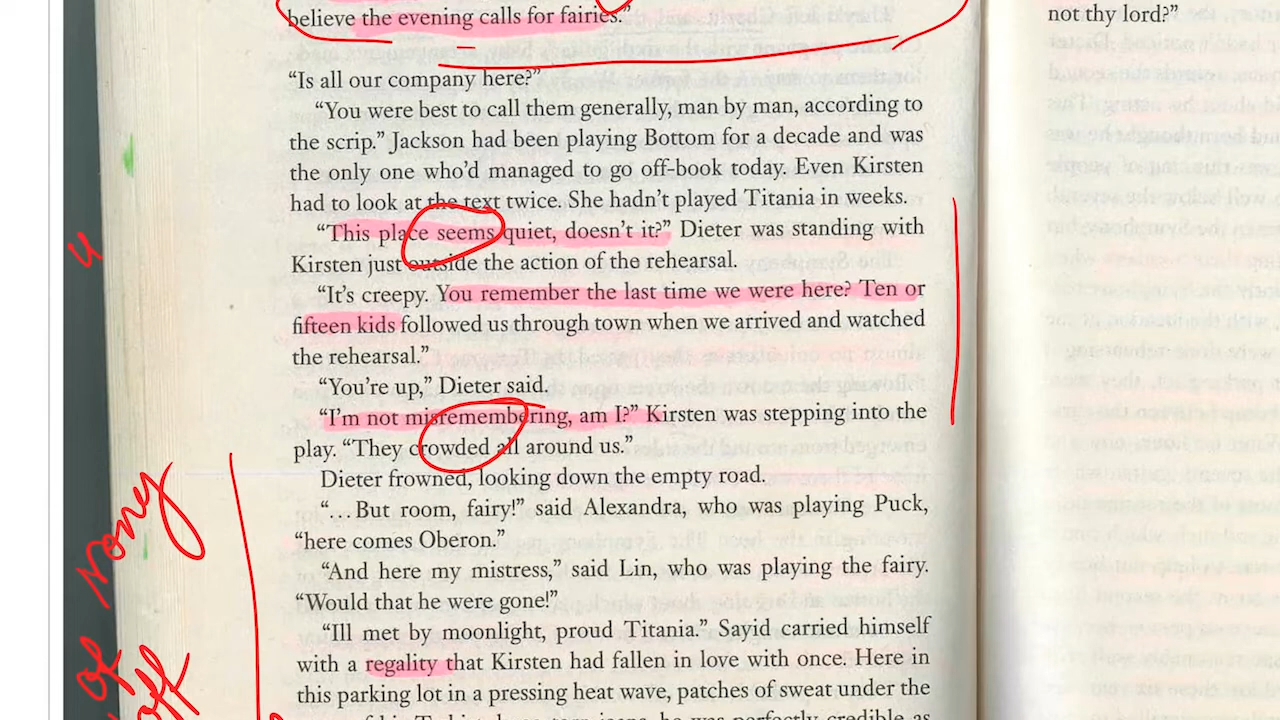 believe the evening calls for fairies."
not thy lord?"
"Is all our company here?"
"You were best to call them generally, man by man, according to
the scrip." Jackson had been playing Bottom for a decade and was
the only one who'd managed to go off-book today. Even Kirsten
had to look at the text twice. She hadn't played Titania in weeks.
"This place seems quiet, doesn't it?" Dieter was standing with
Kirsten just outside the action of the rehearsal.
"It's creepy. You remember the last time we were here? Ten or
fifteen kids followed us through town when we arrived and watched
the rehearsal."
"You're up," Dieter said.
"I'm not misremembering, am I?" Kirsten was stepping into the
play. "They crowded all around us."
Dieter frowned, looking down the empty road.
"… But room, fairy!" said Alexandra, who was playing Puck,
"here comes Oberon."
"And here my mistress," said Lin, who was playing the fairy.
"Would that he were gone!"
"Ill met by moonlight, proud Titania." Sayid carried himself
with a regality that Kirsten had fallen in love with once. Here in
this parking lot in a pressing heat wave, patches of sweat under the
he was perfectly credible as
of
off